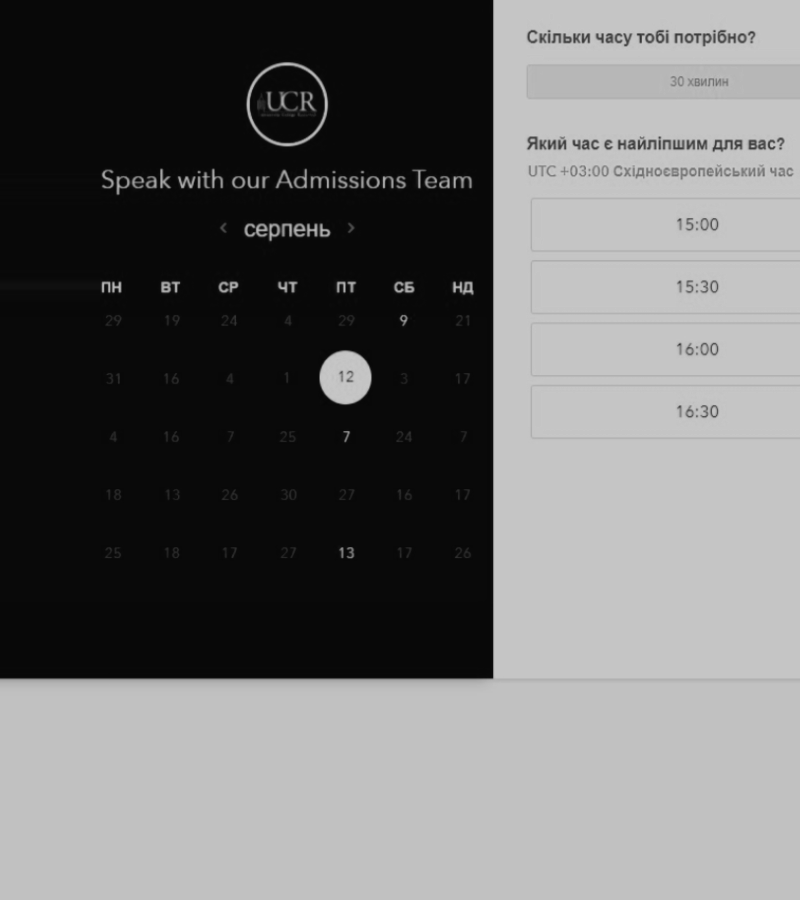 UCR
Speak with our Admissions Team
‹ серпень ›
ПН ВТ СР ЧТ ПТ СБ НД
29 19 24 4 29 9 21
31 16 4 1 12 3 17
4 16 7 25 7 24 7
18 13 26 30 27 16 17
25 18 17 27 13 17 26
Скільки часу тобі потрібно?
30 хвилин
Який час є найліпшим для вас?
UTC +03:00 Східноєвропейський час
15:00
15:30
16:00
16:30